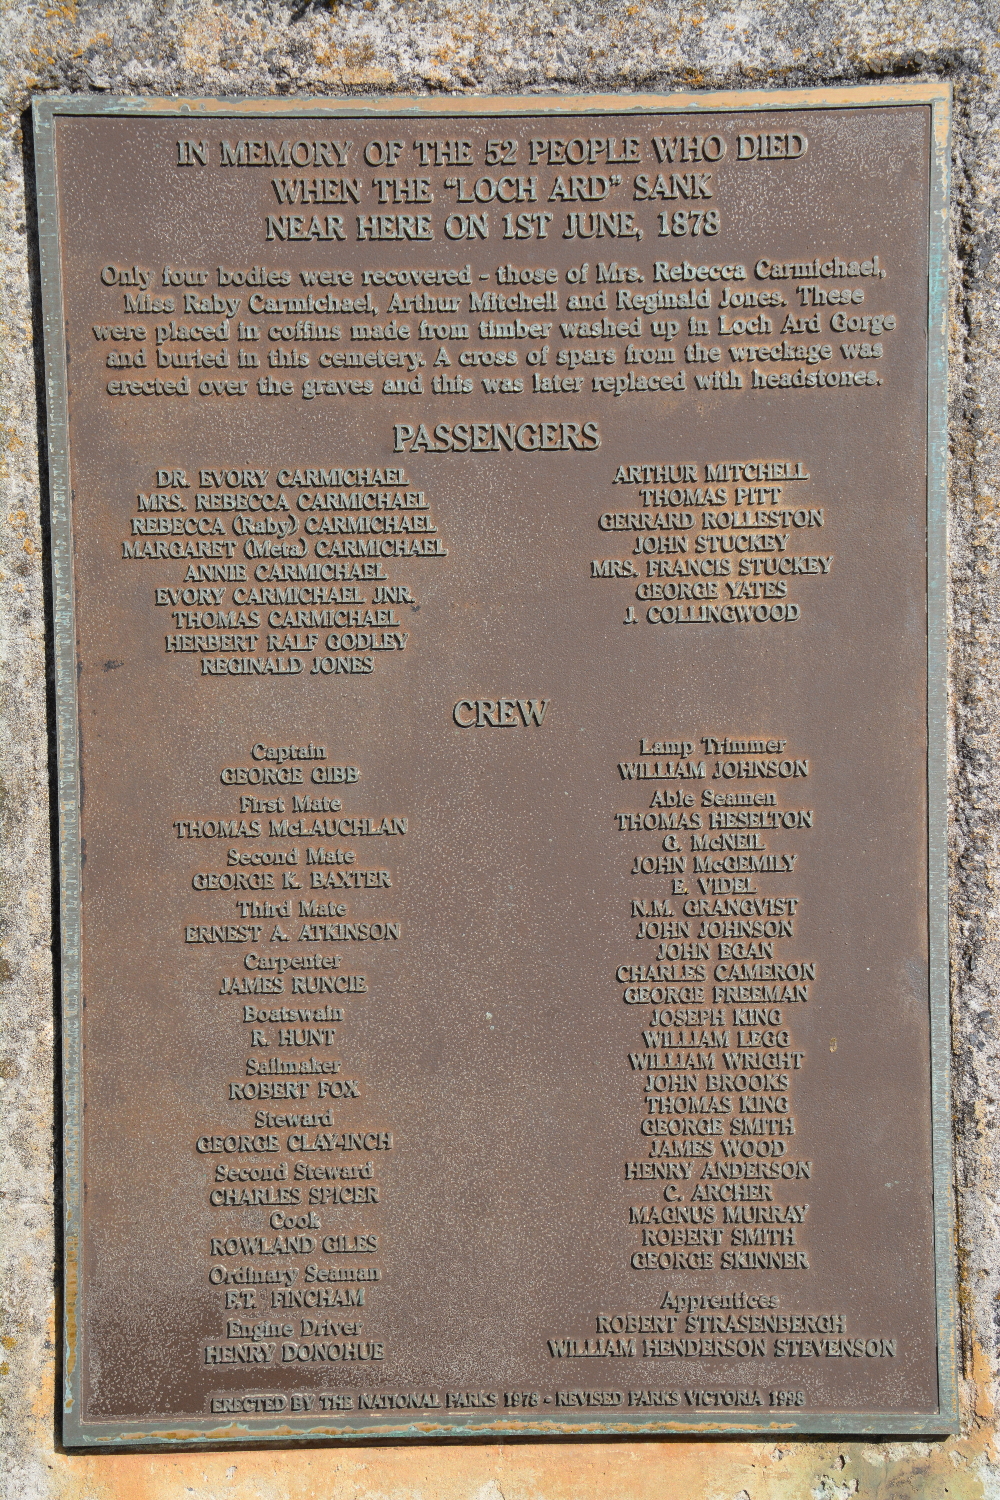 IN MEMORY OF THE 52 PEOPLE WHO DIED
WHEN THE "LOCH ARD" SANK
NEAR HERE ON 1ST JUNE, 1878
Only four bodies were recovered - those of Mrs. Rebecca Carmichael,
Miss Raby Carmichael, Arthur Mitchell and Reginald Jones. These
were placed in coffins made from timber washed up in Loch Ard Gorge
and buried in this cemetery. A cross of spars from the wreckage was
erected over the graves and this was later replaced with headstones.
PASSENGERS
DR. EVORY CARMICHAEL
MRS. REBECCA CARMICHAEL
REBECCA (Raby) CARMICHAEL
MARGARET (Meta) CARMICHAEL
ANNIE CARMICHAEL
EVORY CARMICHAEL JNR.
THOMAS CARMICHAEL
HERBERT RALF GODLEY
REGINALD JONES
ARTHUR MITCHELL
THOMAS PITT
GERRARD ROLLESTON
JOHN STUCKEY
MRS. FRANCIS STUCKEY
GEORGE YATES
J. COLLINGWOOD
CREW
Captain
GEORGE GIBB
First Mate
THOMAS McLAUCHLAN
Second Mate
GEORGE K. BAXTER
Third Mate
ERNEST A. ATKINSON
Carpenter
JAMES RUNCIE
Boatswain
R. HUNT
Sailmaker
ROBERT FOX
Steward
GEORGE CLAY-INCH
Second Steward
CHARLES SPICER
Cook
ROWLAND GILES
Ordinary Seaman
F.T. FINCHAM
Engine Driver
HENRY DONOHUE
Lamp Trimmer
WILLIAM JOHNSON
Able Seamen
THOMAS HESELTON
G. McNEIL
JOHN McGEMILY
E. VIDEL
N.M. GRANGVIST
JOHN JOHNSON
JOHN EGAN
CHARLES CAMERON
GEORGE FREEMAN
JOSEPH KING
WILLIAM LEGG
WILLIAM WRIGHT
JOHN BROOKS
THOMAS KING
GEORGE SMITH
JAMES WOOD
HENRY ANDERSON
C. ARCHER
MAGNUS MURRAY
ROBERT SMITH
GEORGE SKINNER
Apprentices
ROBERT STRASENBERGH
WILLIAM HENDERSON STEVENSON
ERECTED BY THE NATIONAL PARKS 1978 - REVISED PARKS VICTORIA 1998